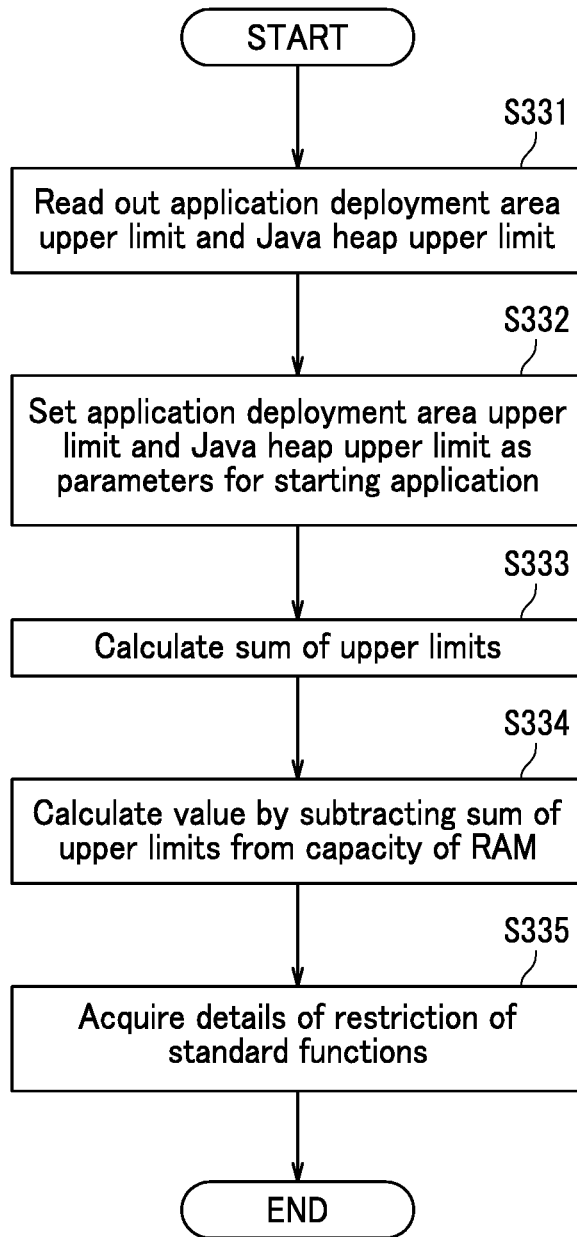 START
S331
Read out application deployment area
upper limit and Java heap upper limit
S332
Set application deployment area upper
limit and Java heap upper limit as
parameters for starting application
S333
Calculate sum of upper limits
S334
Calculate value by subtracting sum of
upper limits from capacity of RAM
S335
Acquire details of restriction of
standard functions
END